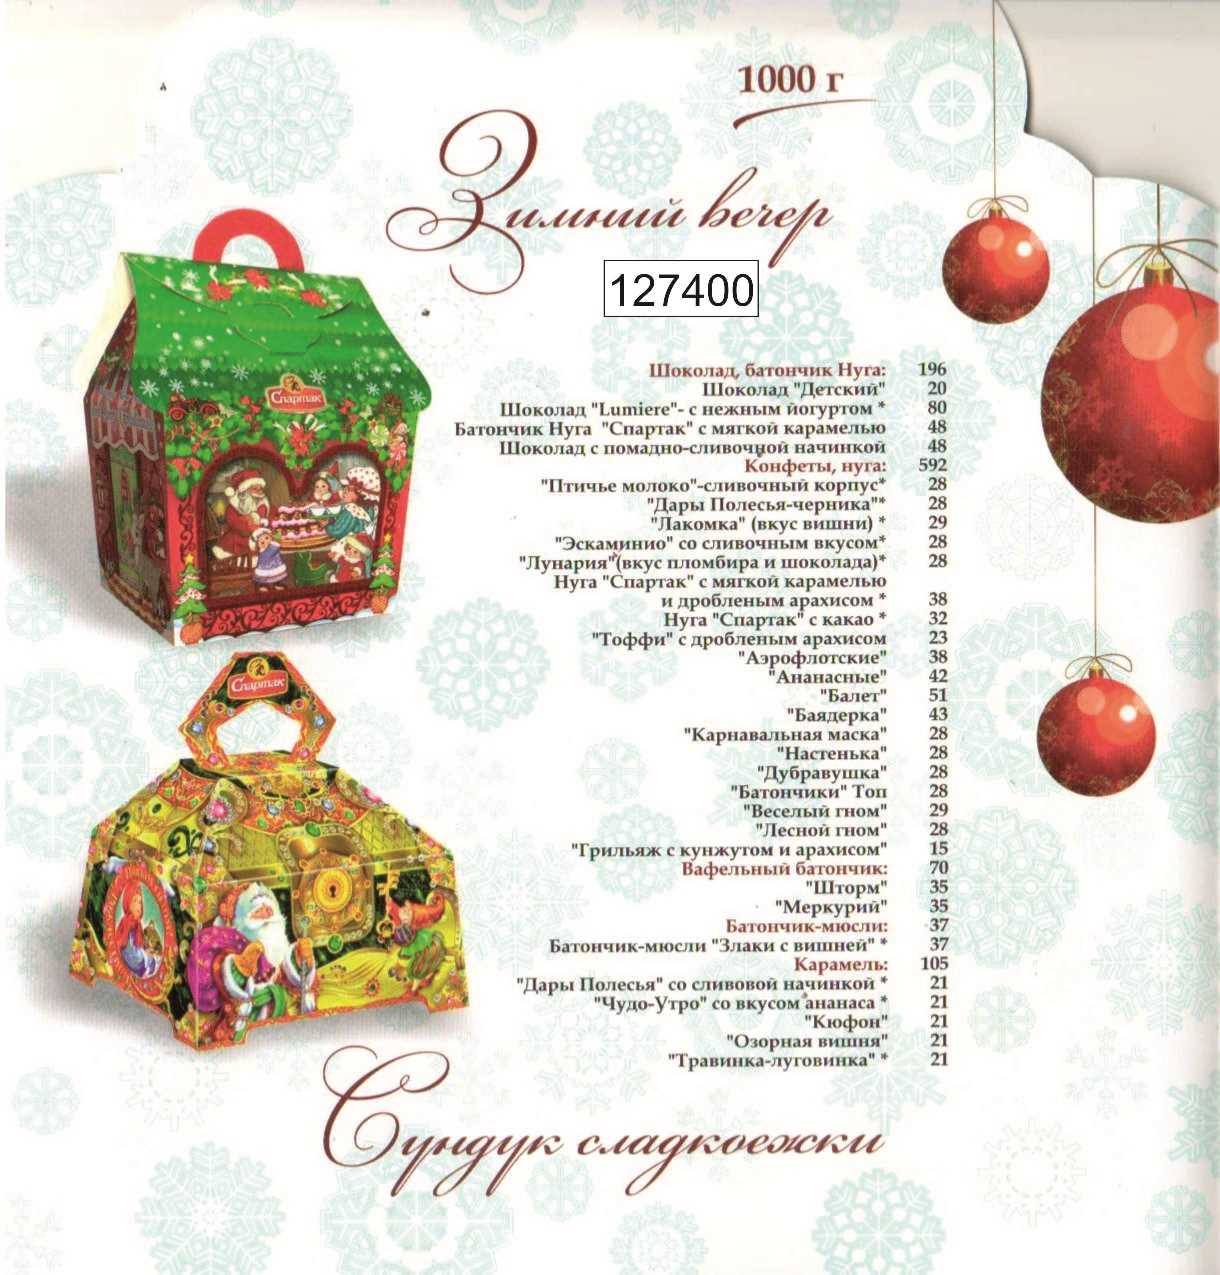 1000 г
Зимний вечер
127400
Шоколад, батончик Нуга: 196
Шоколад "Детский" 20
Шоколад "Lumiere"- с нежным йогуртом * 80
Батончик Нуга "Спартак" с мягкой карамелью 48
Шоколад с помадно-сливочной начинкой 48
Конфеты, нуга: 592
"Птичье молоко"-сливочный корпус* 28
"Дары Полесья-черника"* 28
"Лакомка" (вкус вишни) * 29
"Эскаминио" со сливочным вкусом* 28
"Лунария"(вкус пломбира и шоколада)* 28
Нуга "Спартак" с мягкой карамелью
и дробленым арахисом * 38
Нуга "Спартак" с какао * 32
"Тоффи" с дробленым арахисом 23
"Аэрофлотские" 38
"Ананасные" 42
"Балет" 51
"Баядерка" 43
"Карнавальная маска" 28
"Настенька" 28
"Дубравушка" 28
"Батончики" Топ 28
"Веселый гном" 29
"Лесной гном" 28
"Грильяж с кунжутом и арахисом" 15
Вафельный батончик: 70
"Шторм" 35
"Меркурий" 35
Батончик-мюсли: 37
Батончик-мюсли "Злаки с вишней" * 37
Карамель: 105
"Дары Полесья" со сливовой начинкой * 21
"Чудо-Утро" со вкусом ананаса * 21
"Кюфон" 21
"Озорная вишня" 21
"Травинка-луговинка" * 21
Сундук сладкоежки
Спартак
Спартак